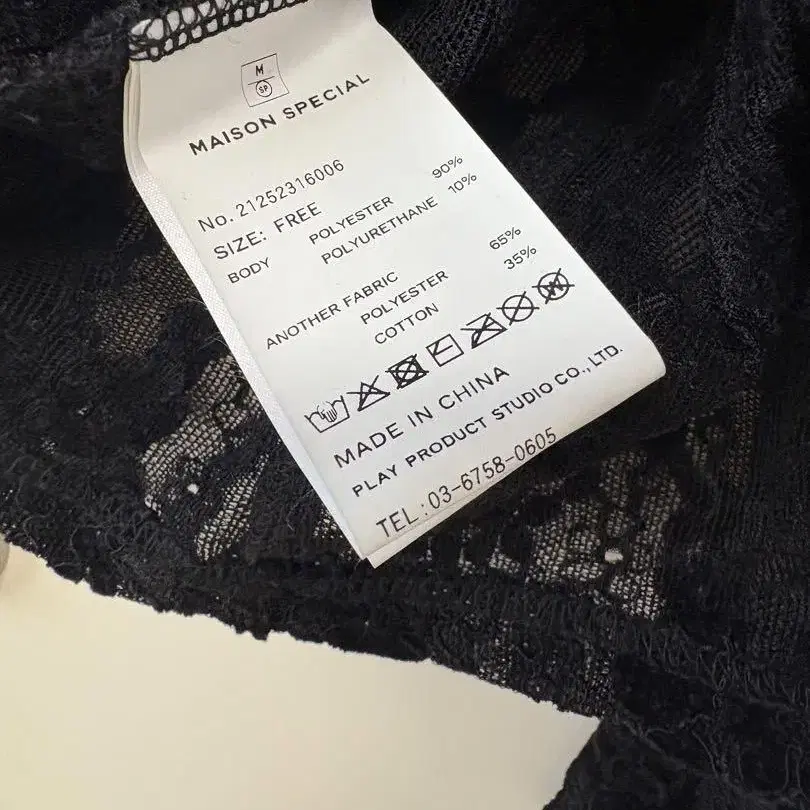 M
SP
MAISON SPECIAL
No. 21252316006
SIZE: FREE
BODY POLYESTER 90%
POLYURETHANE 10%
ANOTHER FABRIC
POLYESTER 65%
COTTON 35%
W
MADE IN CHINA
PLAY PRODUCT STUDIO CO., LTD.
TEL:03-6758-0605